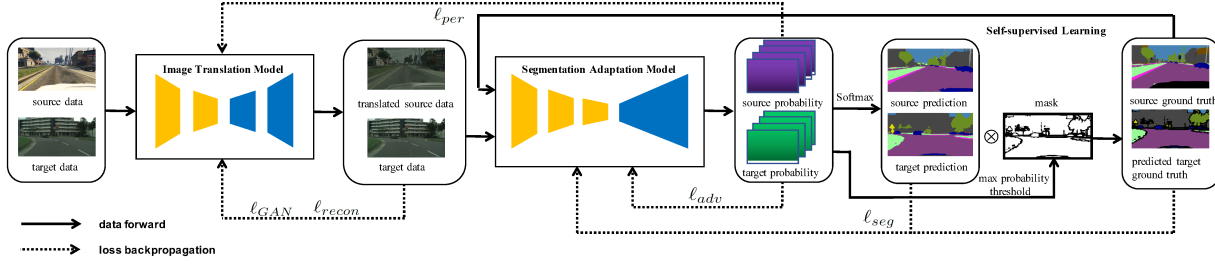 ℓper
Self-supervised Learning
Image Translation Model
Segmentation Adaptation Model
source data
target data
translated source data
target data
source probability
target probability
Softmax
source prediction
target prediction
⊗
mask
max probability
threshold
source ground truth
predicted target
ground truth
ℓGAN ℓrecon
ℓadv
ℓseg
data forward
loss backpropagation